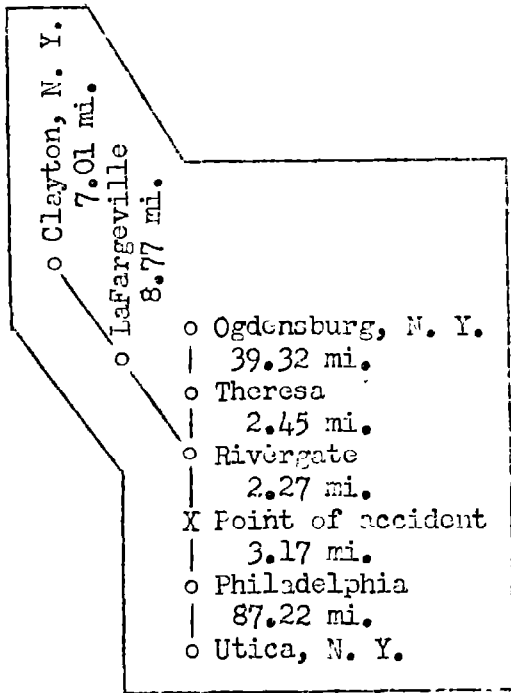 Clayton, N. Y.
7.01 mi.
LaFargeville
8.77 mi.
Ogdensburg, N. Y.
39.32 mi.
Theresa
2.45 mi.
Rivergate
2.27 mi.
X Point of accident
3.17 mi.
Philadelphia
87.22 mi.
Utica, N. Y.